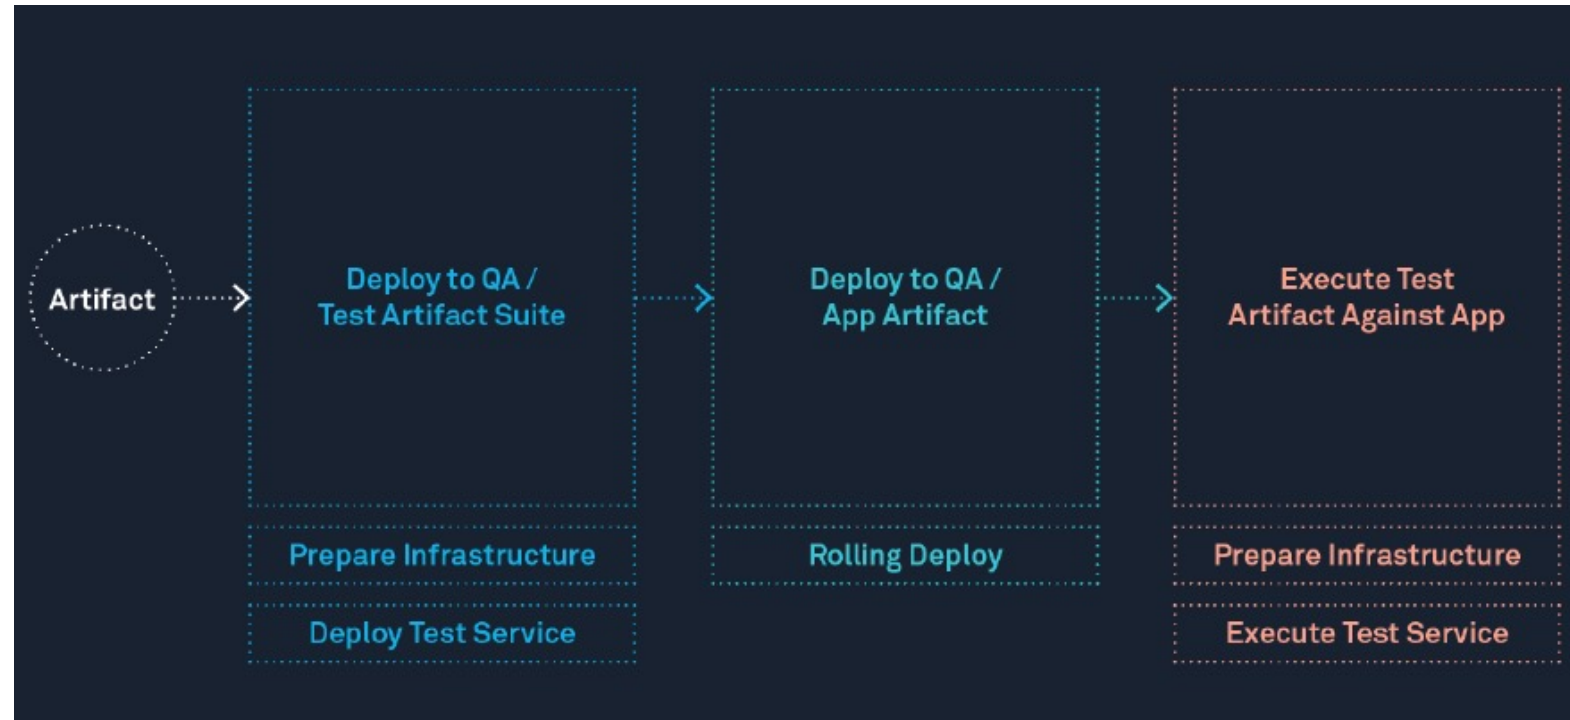 Artifact
Deploy to QA /
Test Artifact Suite
Prepare Infrastructure
Deploy Test Service
Deploy to QA /
App Artifact
Rolling Deploy
Execute Test
Artifact Against App
Prepare Infrastructure
Execute Test Service